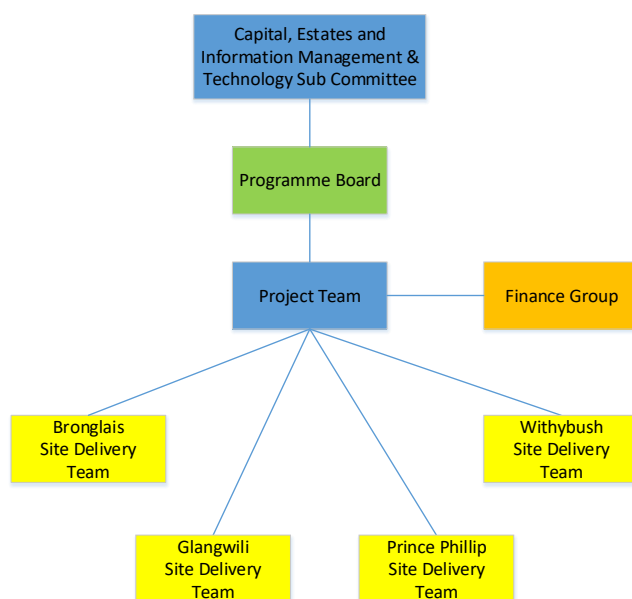 Capital, Estates and
Information Management &
Technology Sub Committee
Programme Board
Project Team
Finance Group
Bronglais
Site Delivery
Team
Withybush
Site Delivery
Team
Glangwili
Site Delivery
Team
Prince Phillip
Site Delivery
Team